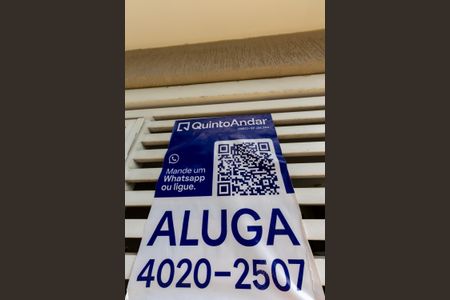 QuintoAndar
Mande um
Whatsapp
ou ligue.
ALUGA
4020-2507